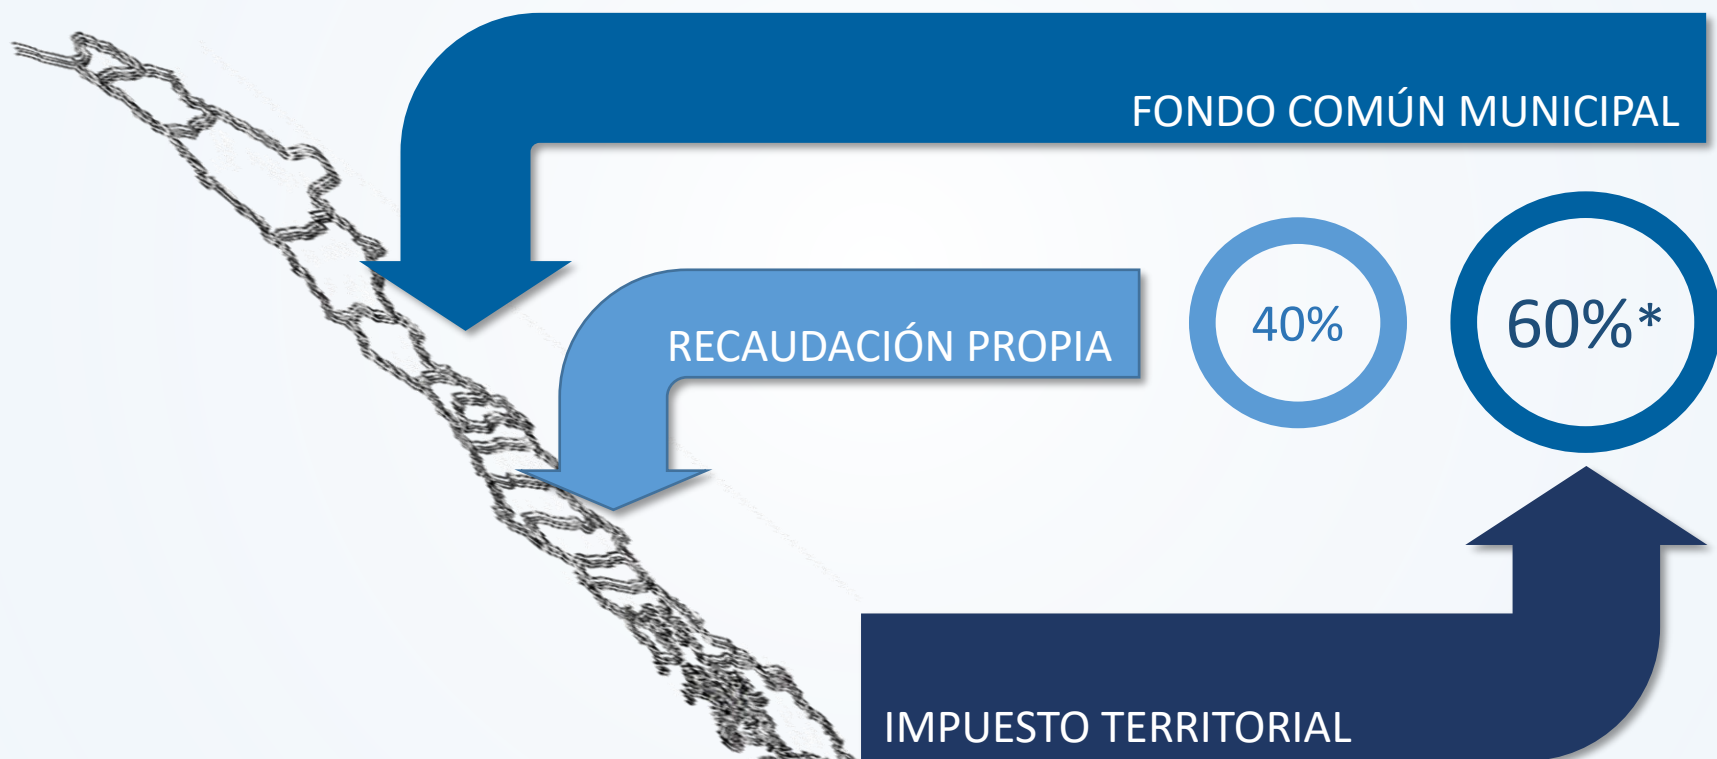 FONDO COMÚN MUNICIPAL
RECAUDACIÓN PROPIA
40%
60%*
IMPUESTO TERRITORIAL